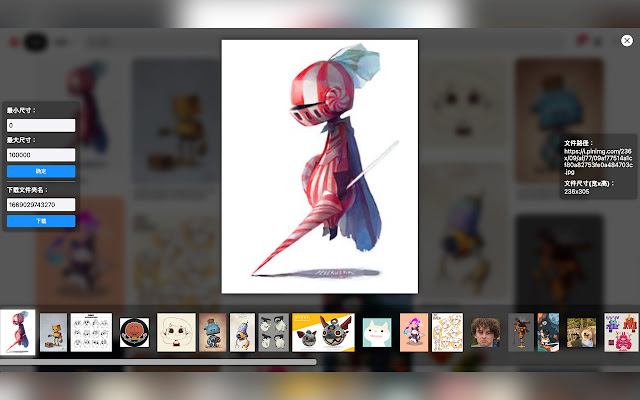 最小尺寸：
0
最大尺寸：
100000
确定
下载文件夹名：
1669029743270
下载
文件路径：
https://i.pinimg.com/236
x/09/af/77/09af77614a1c
f80a82753fe0a484703c
.jpg
文件尺寸(宽x高)：
236x305